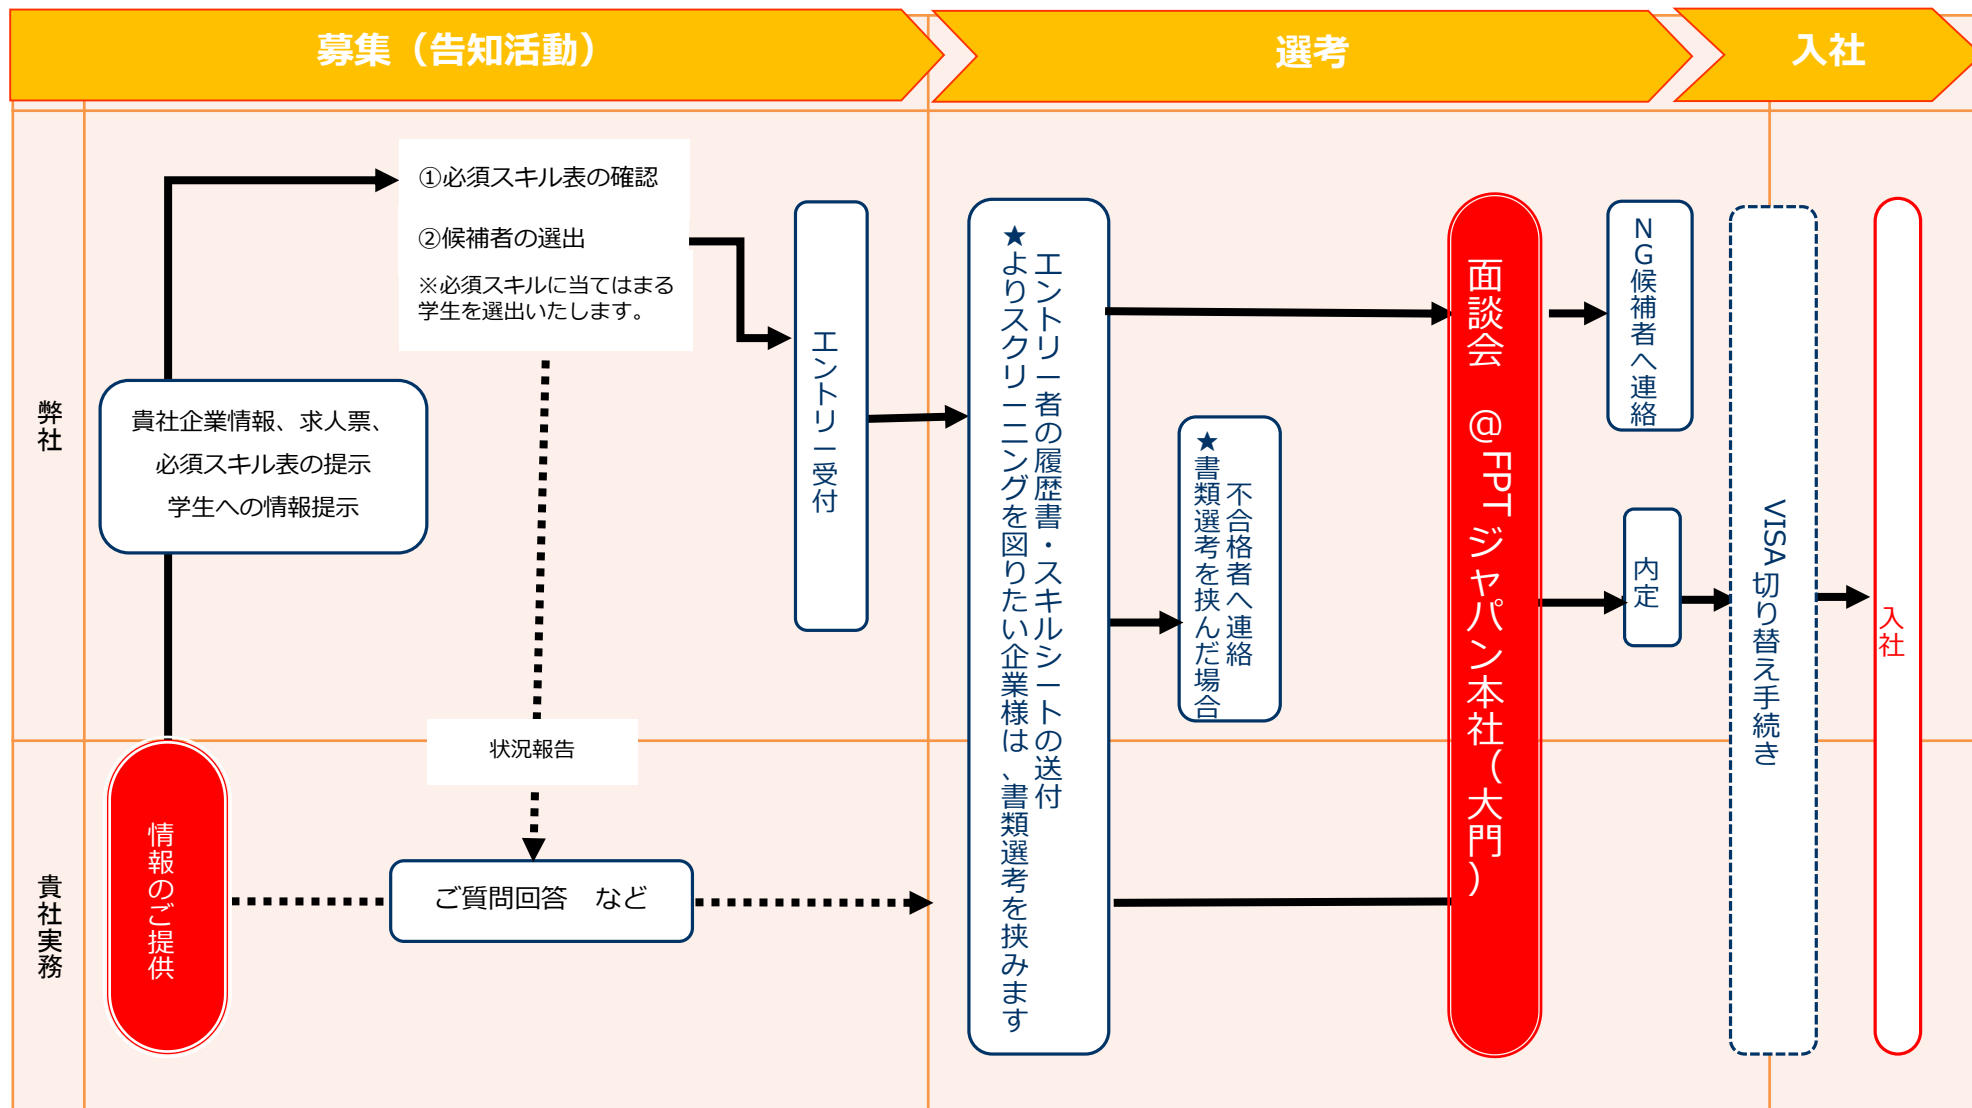 募集（告知活動）
選考
入社
弊社
①必須スキル表の確認
②候補者の選出
※必須スキルに当てはまる
学生を選出いたします。
貴社企業情報、求人票、
必須スキル表の提示
学生への情報提示
エントリー受付
エントリー者の履歴書・スキルシートの送付
★よりスクリーニングを図りたい企業様は、書類選考を挟みます
不合格者へ連絡
★書類選考を挟んだ場合
面談会　@FPTジャパン本社（大門）
NG候補者へ連絡
内定
VISA切り替え手続き
入社
貴社実務
情報のご提供
状況報告
ご質問回答　など